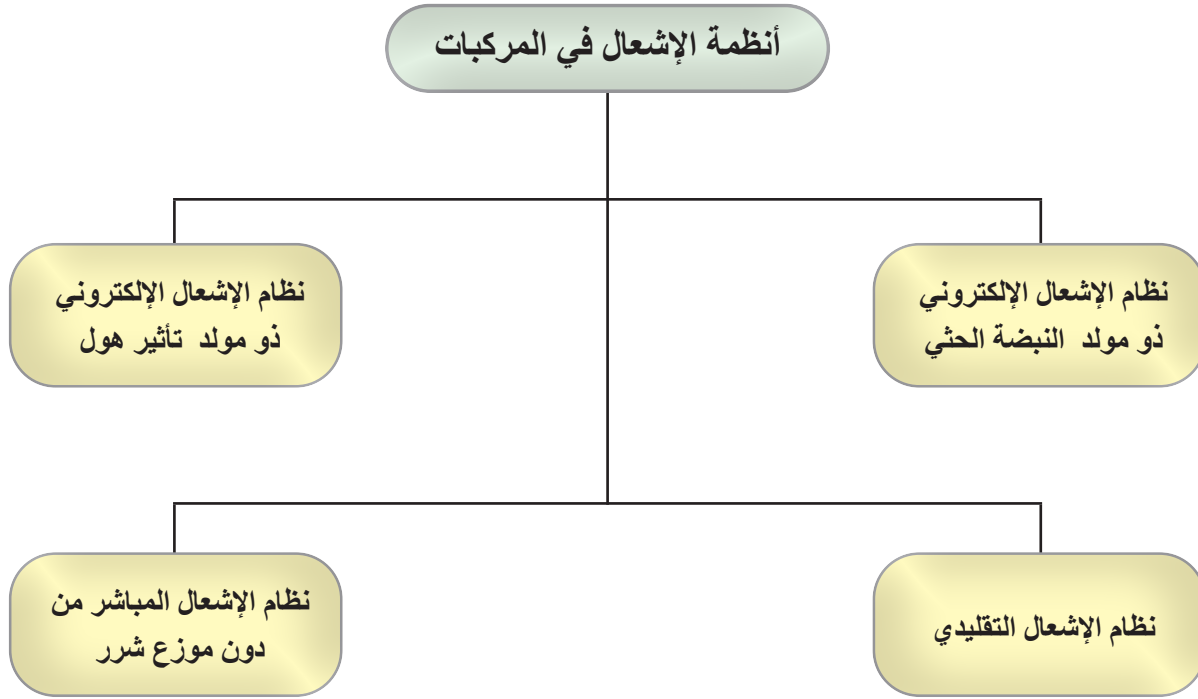 أنظمة الإشعال في المركبات
نظام الإشعال الإلكتروني
ذو مولد النبضة الحثي
نظام الإشعال الإلكتروني
ذو مولد تأثير هول
نظام الإشعال التقليدي
نظام الإشعال المباشر من
دون موزع شرر